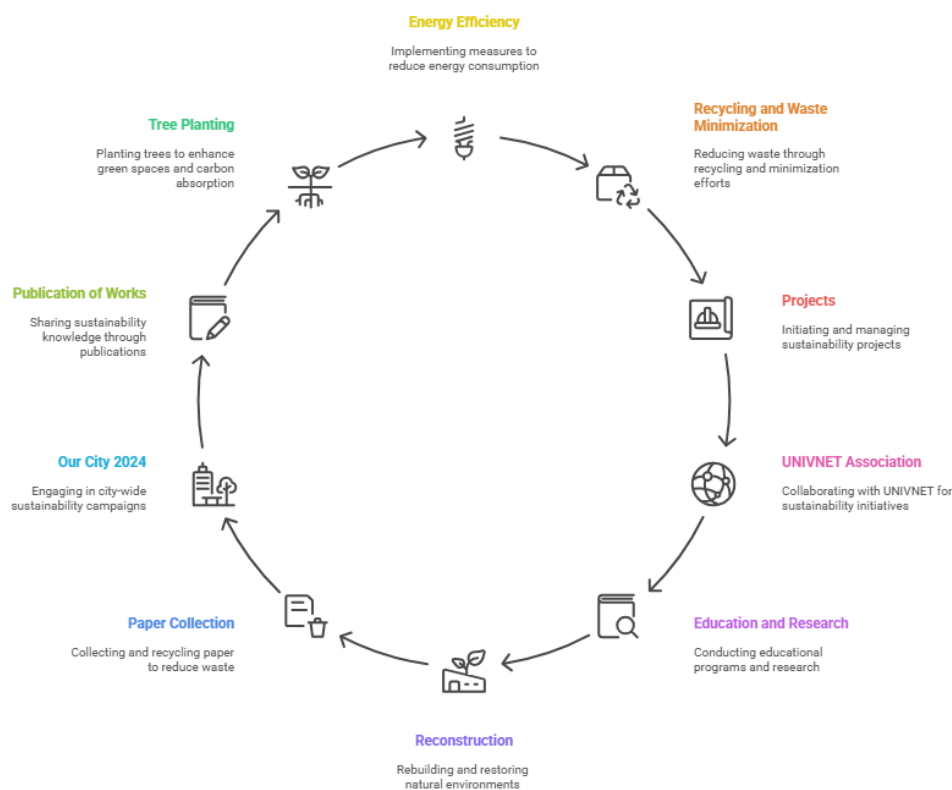 Energy Efficiency
Implementing measures to
reduce energy consumption
Recycling and Waste
Minimization
Reducing waste through
recycling and minimization
efforts
Projects
Initiating and managing
sustainability projects
UNIVNET Association
Collaborating with UNIVNET for
sustainability initiatives
Education and Research
Conducting educational
programs and research
Reconstruction
Rebuilding and restoring
natural environments
Paper Collection
Collecting and recycling paper
to reduce waste
Our City 2024
Engaging in city-wide
sustainability campaigns
Publication of Works
Sharing sustainability
knowledge through
publications
Tree Planting
Planting trees to enhance
green spaces and carbon
absorption